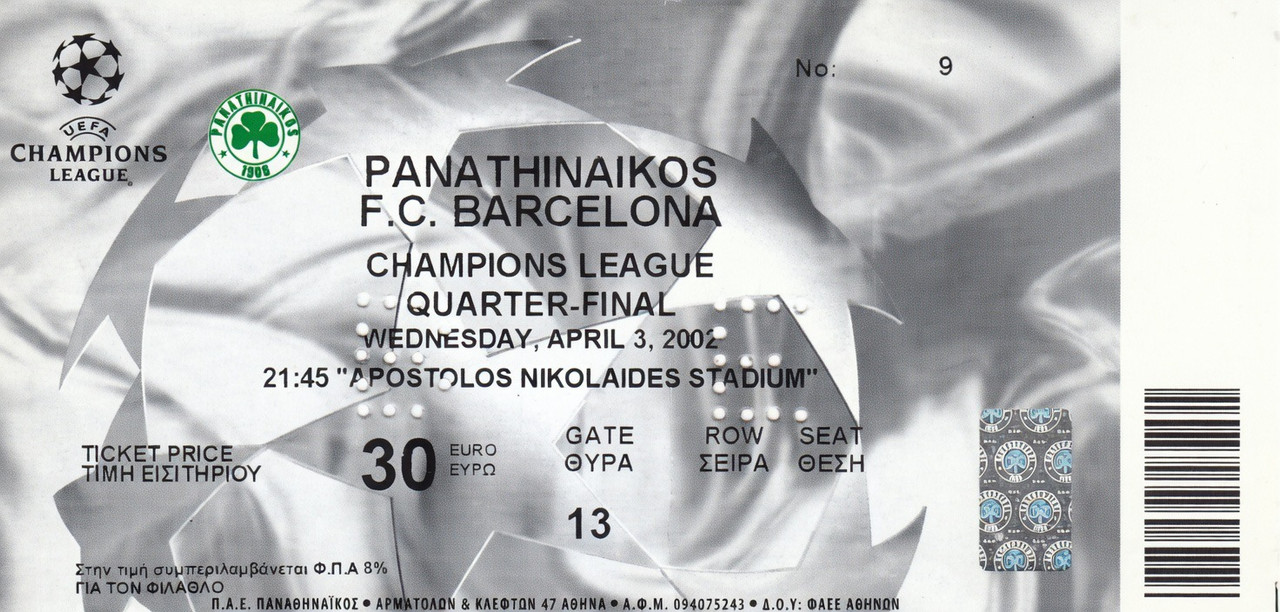 No: 9
UEFA
CHAMPIONS
LEAGUE
PANATHINAIKOS
1908
PANATHINAIKOS
F.C. BARCELONA
CHAMPIONS LEAGUE
QUARTER-FINAL
WEDNESDAY, APRIL 3, 2002
21:45 "APOSTOLOS NIKOLAIDES STADIUM"
TICKET PRICE
ΤΙΜΗ ΕΙΣΙΤΗΡΙΟΥ
30 EURO
ΕΥΡΩ
GATE ROW SEAT
ΘΥΡΑ ΣΕΙΡΑ ΘΕΣΗ
13
Στην τιμή συμπεριλαμβάνεται Φ.Π.Α 8%
ΓΙΑ ΤΟΝ ΦΙΛΑΘΛΟ
Π.Α.Ε. ΠΑΝΑΘΗΝΑΪΚΟΣ • ΑΡΜΑΤΟΛΩΝ & ΚΛΕΦΤΩΝ 47 ΑΘΗΝΑ • Α.Φ.Μ. 094075243 • Δ.Ο.Υ: ΦΑΕΕ ΑΘΗΝΩΝ